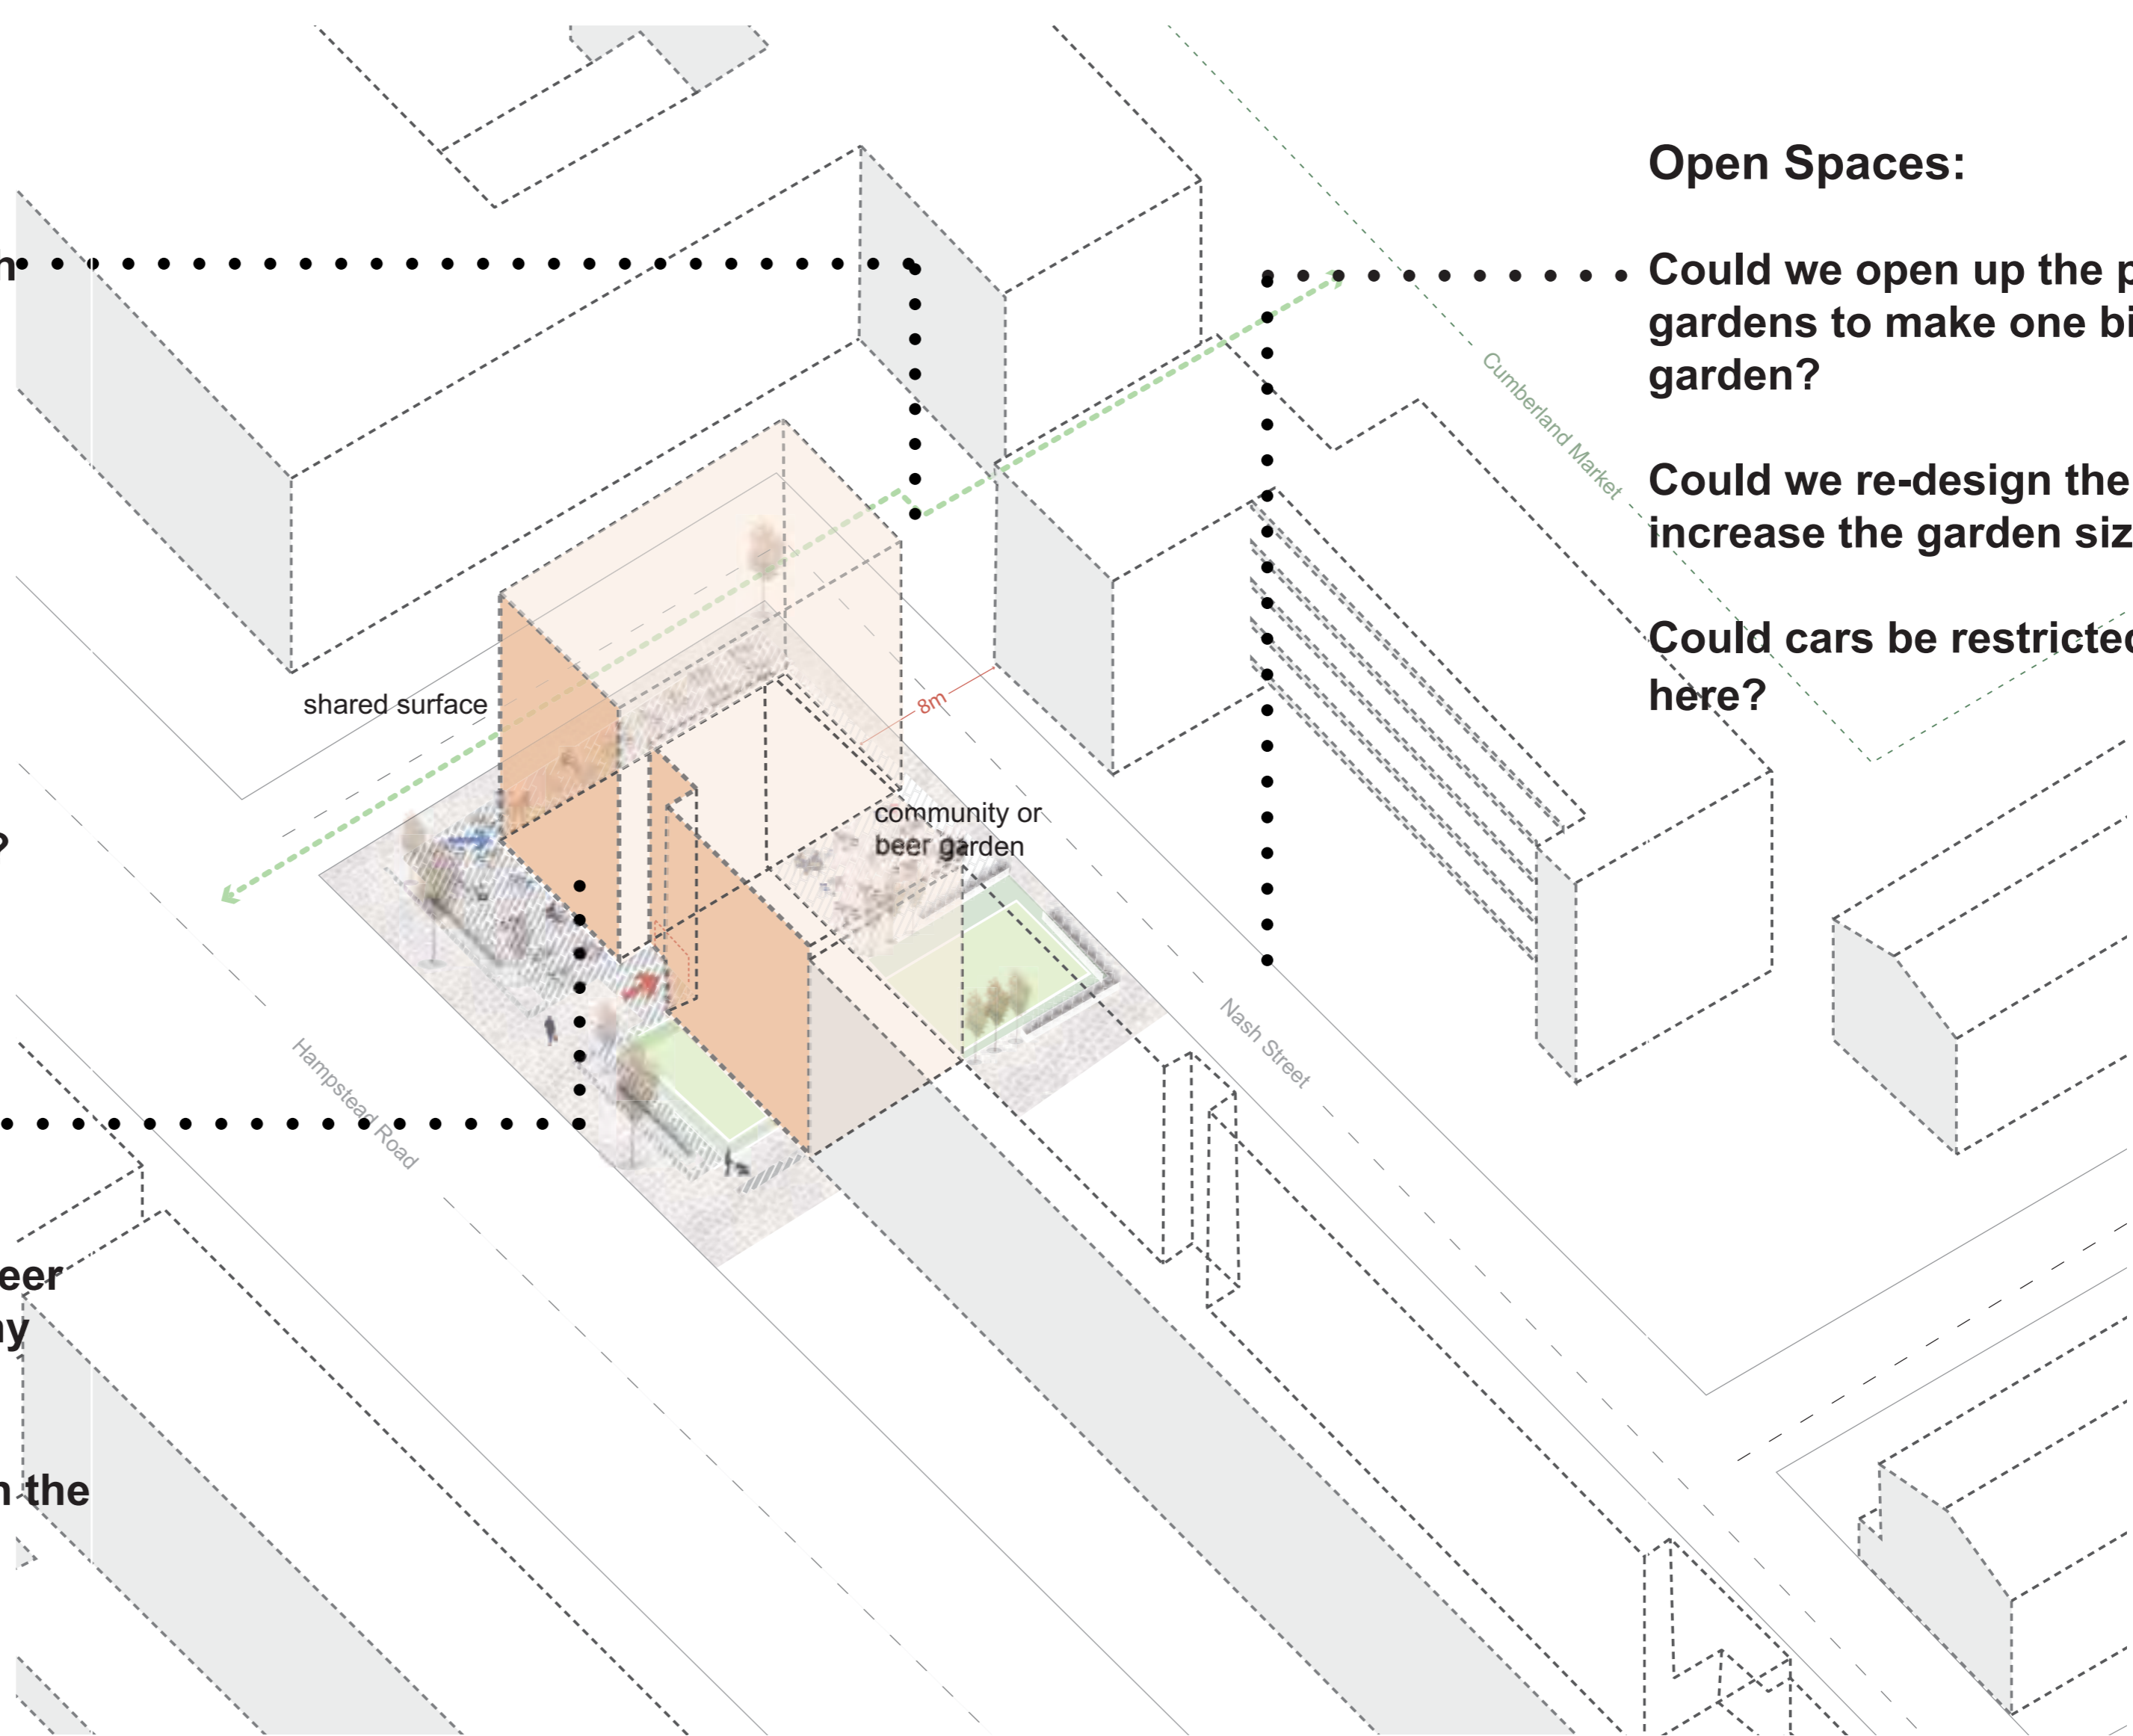 Open Spaces:
Could we open up the p
gardens to make one bi
garden?
Could we re-design the
increase the garden siz
Could cars be restricted
here?
Cumberland Market
shared surface
8m
community or
beer garden
Nash Street
Hampstead Road
n
?
eer
ny
n the